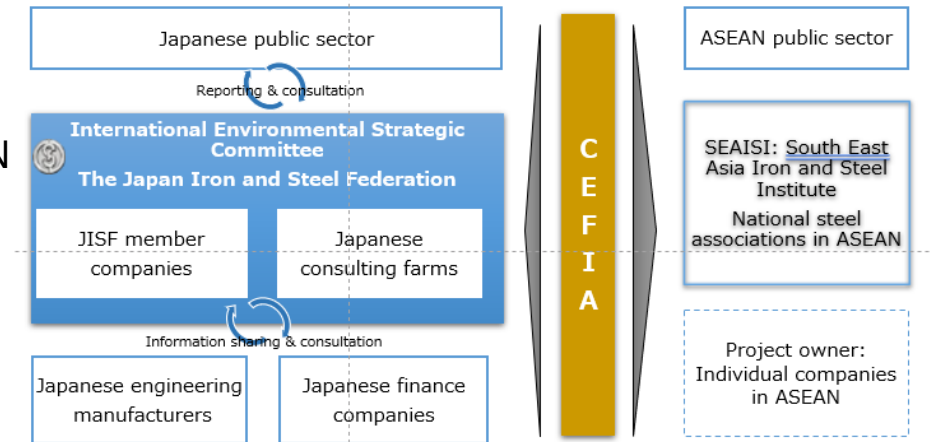 Japanese public sector
Reporting & consultation
N
International Environmental Strategic
Committee
The Japan Iron and Steel Federation
JISF member
companies
Japanese
consulting farms
Information sharing & consultation
Japanese engineering
manufacturers
Japanese finance
companies
C
E
F
I
A
ASEAN public sector
SEAISI: South East
Asia Iron and Steel
Institute
National steel
associations in ASEAN
Project owner:
Individual companies
in ASEAN